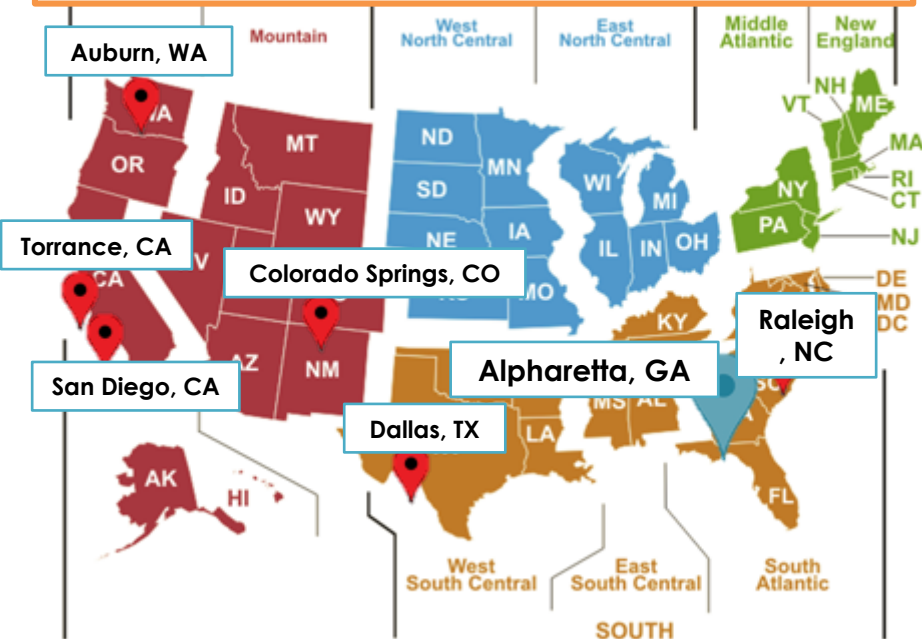 Auburn, WA
Mountain
West
North Central
East
North Central
Middle
Atlantic
New
England
OR
ID
MT
WY
ND
SD
NE
MN
IA
MO
WI
MI
IL
IN
OH
NY
PA
VT
NH
ME
MA
RI
CT
NJ
Torrance, CA
CA
Colorado Springs, CO
San Diego, CA
NM
Dallas, TX
Alpharetta, GA
Raleigh
, NC
KY
DE
MD
DC
MS
AL
LA
SC
FL
AK
HI
West
South Central
East
South Central
South
Atlantic
SOUTH